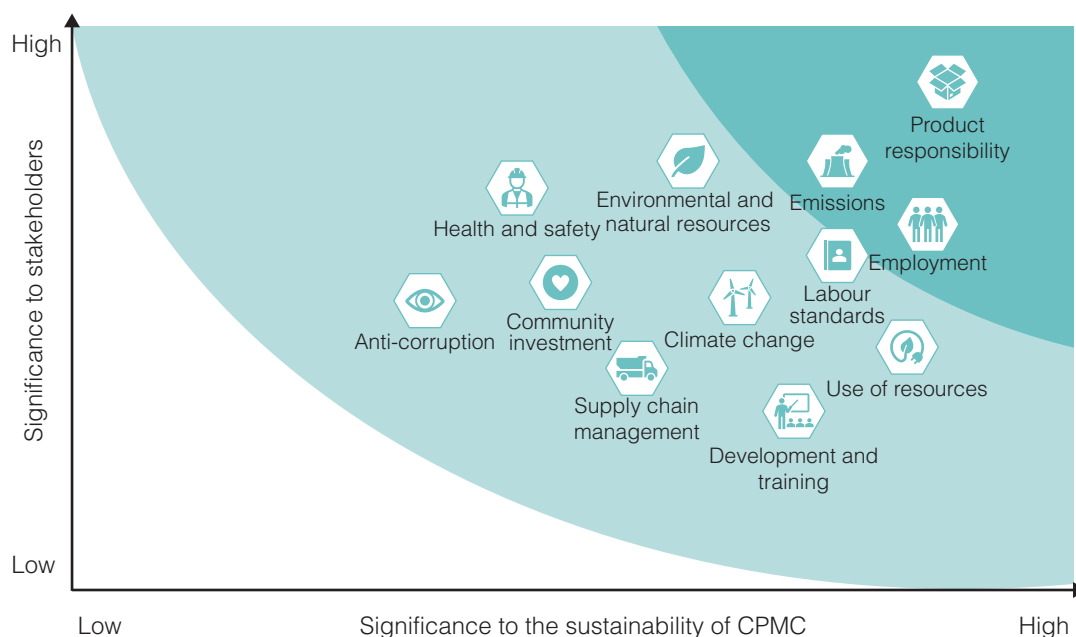 High
Significance to stakeholders
Low
Product
responsibility
Environmental and
natural resources
Emissions
Health and safety
Employment
Labour
standards
Community
investment
Anti-corruption
Climate change
Use of resources
Supply chain
management
Development and
training
Low
Significance to the sustainability of CPMC
High